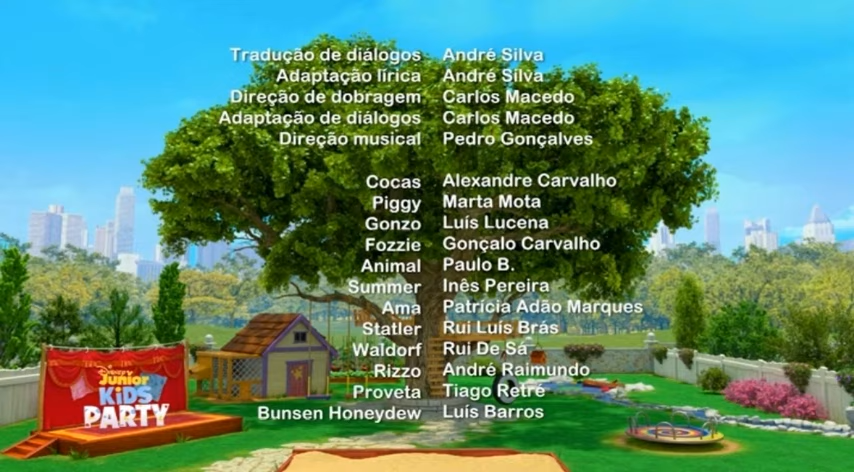 Tradução de diálogos André Silva
Adaptação lírica André Silva
Direção de dobragem Carlos Macedo
Adaptação de diálogos Carlos Macedo
Direção musical Pedro Gonçalves
Cocas Alexandre Carvalho
Piggy Marta Mota
Gonzo Luís Lucena
Fozzie Gonçalo Carvalho
Animal Paulo B.
Summer Inês Pereira
Ama Patrícia Adão Marques
Statler Rui Luís Brás
Waldorf Rui De Sá
Rizzo André Raimundo
Proveta Tiago Retré
Bunsen Honeydew Luís Barros
Disney
Junior
KiDS
PARTY